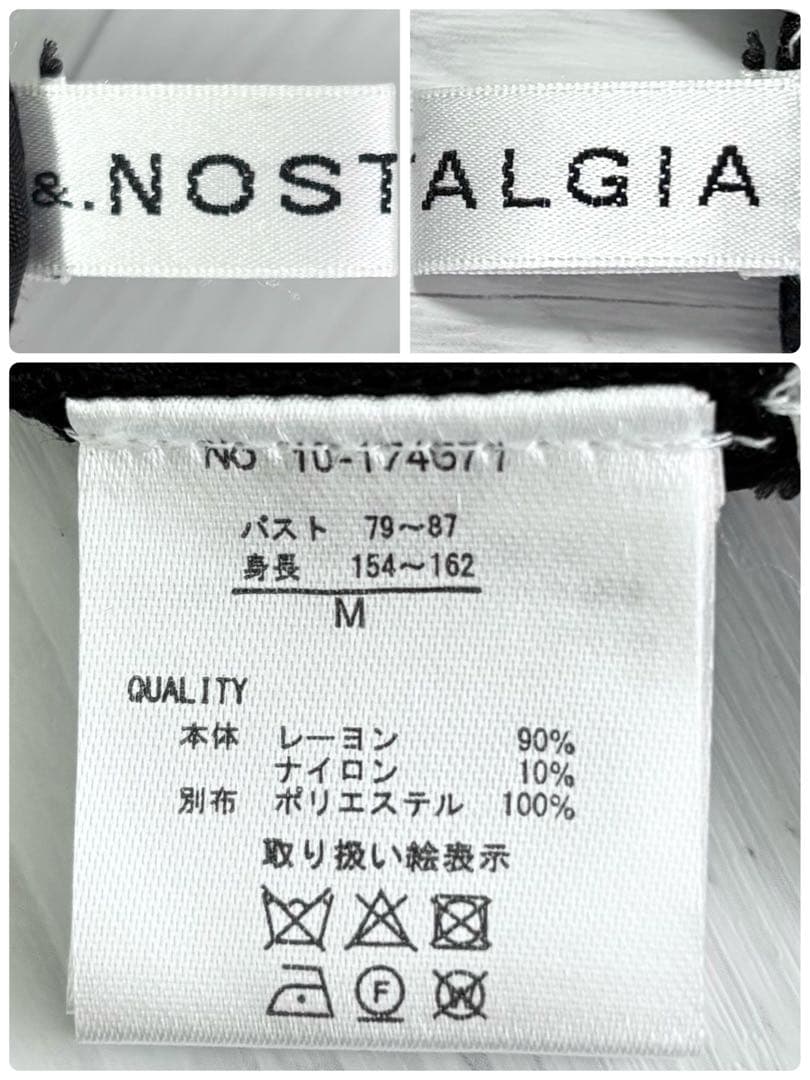 &.NOST
ALGIA
NO 10-174671
バスト 79〜87
身長 154〜162
M
QUALITY
本体 レーヨン 90%
ナイロン 10%
別布 ポリエステル 100%
取り扱い絵表示
F
W